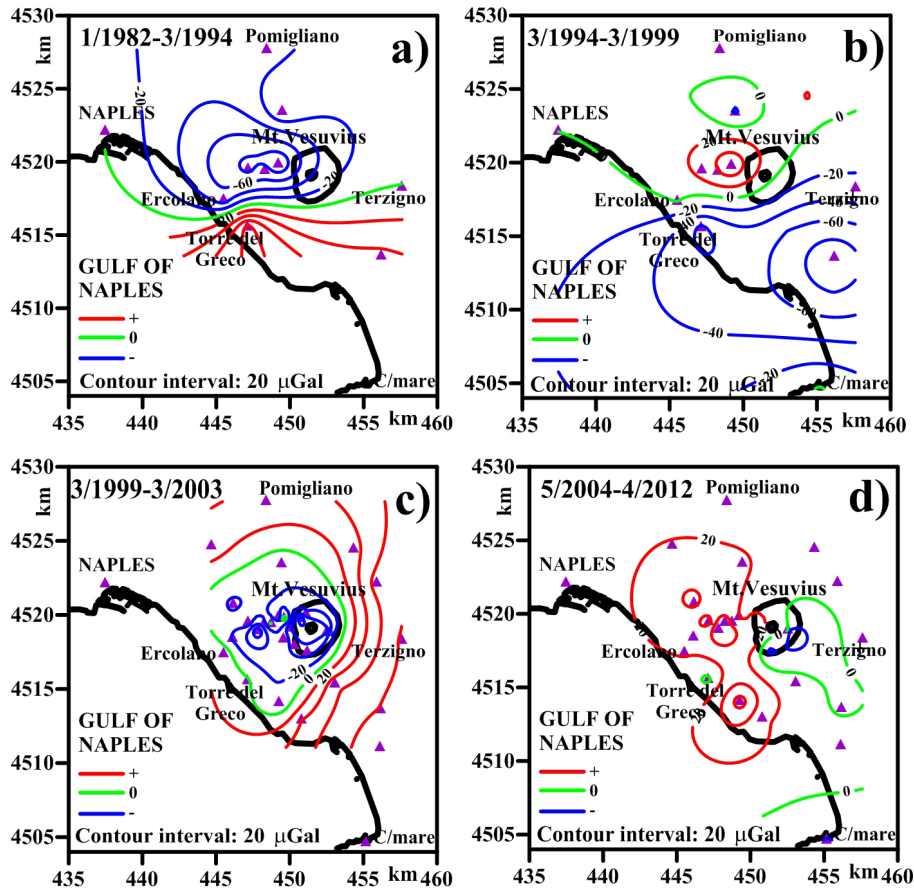 4530
4525
4520
4515
4510
4505
km
1/1982-3/1994
a)
Pomigliano
NAPLES
Mt.Vesuvius
Ercolano
Terzigno
Torre del
Greco
GULF OF
NAPLES
+
0
-
C/mare
Contour interval: 20 μGal
-20
-60
-20
435 440 445 450 455 460
km
4530
4525
4520
4515
4510
4505
km
3/1994-3/1999
b)
Pomigliano
NAPLES
Mt.Vesuvius
Ercolano
Terzigno
Torre del
Greco
GULF OF
NAPLES
+
0
-
C/mare
Contour interval: 20 μGal
0
0
20
0
-20
-20
-40
-60
-60
-40
-20
435 440 445 450 455 460
km
4530
4525
4520
4515
4510
4505
km
3/1999-3/2003
c)
Pomigliano
NAPLES
Mt.Vesuvius
Ercolano
Terzigno
Torre del
Greco
GULF OF
NAPLES
+
0
-
C/mare
Contour interval: 20 μGal
-20
0
20
435 440 445 450 455 460
km
4530
4525
4520
4515
4510
4505
km
5/2004-4/2012
d)
Pomigliano
NAPLES
Mt.Vesuvius
Ercolano
Terzigno
Torre del
Greco
GULF OF
NAPLES
+
0
-
C/mare
Contour interval: 20 μGal
20
20
20
20
0
0
0
435 440 445 450 455 460
km